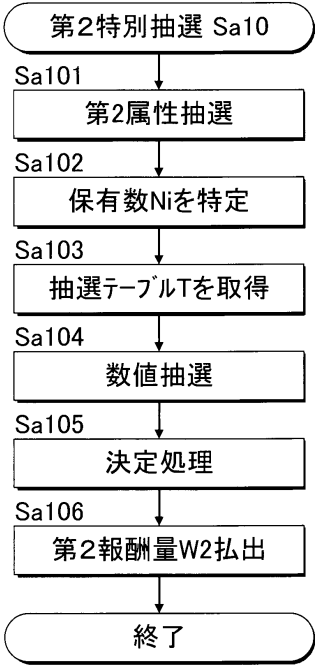 第２特別抽選 Sa10
Sa101
第2属性抽選
Sa102
保有数Niを特定
Sa103
抽選テーブルTを取得
Sa104
数値抽選
Sa105
決定処理
Sa106
第２報酬量W2払出
終了